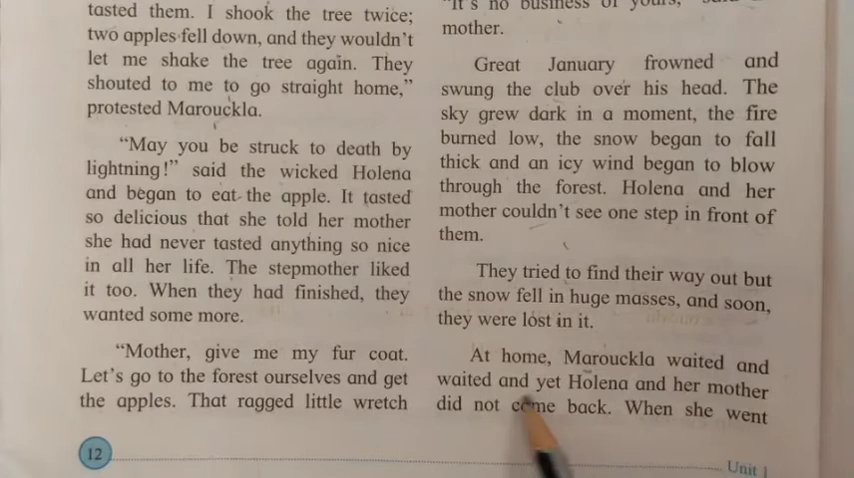 tasted them. I shook the tree twice;
two apples fell down, and they wouldn't
let me shake the tree again. They
shouted to me to go straight home,"
protested Marouckla.
"May you be struck to death by
lightning!" said the wicked Holena
and began to eat the apple. It tasted
so delicious that she told her mother
she had never tasted anything so nice
in all her life. The stepmother liked
it too. When they had finished, they
wanted some more.
"Mother, give me my fur coat.
Let's go to the forest ourselves and get
the apples. That ragged little wretch
"It's no business of yours,"
mother.
Great January frowned and
swung the club over his head. The
sky grew dark in a moment, the fire
burned low, the snow began to fall
thick and an icy wind began to blow
through the forest. Holena and her
mother couldn't see one step in front of
them.
They tried to find their way out but
the snow fell in huge masses, and soon,
they were lost in it.
At home, Marouckla waited and
waited and yet Holena and her mother
did not come back. When she went
12
Unit 1